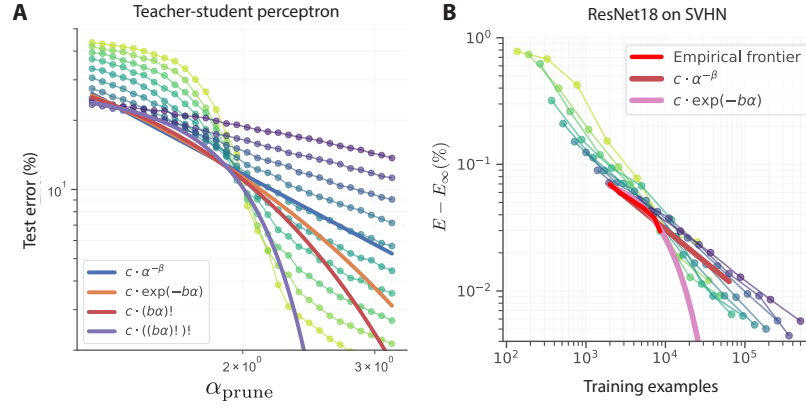 A
Teacher-student perceptron
Test error (%)
10¹
c · α⁻ᵝ
c · exp(−bα)
c · (bα)!
c · ((bα)!)!
2 × 10⁰
3 × 10⁰
α_prune
B
ResNet18 on SVHN
E − E_∞(%)
10⁰
10⁻¹
10⁻²
Empirical frontier
c · α⁻ᵝ
c · exp(−bα)
10² 10³ 10⁴ 10⁵
Training examples